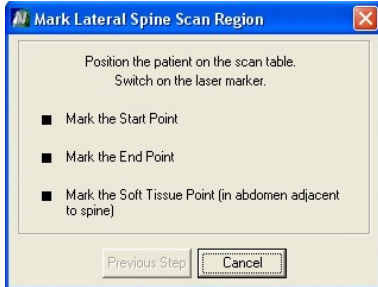 Mark Lateral Spine Scan Region
Position the patient on the scan table.
Switch on the laser marker.
Mark the Start Point
Mark the End Point
Mark the Soft Tissue Point (in abdomen adjacent
to spine)
Previous Step Cancel